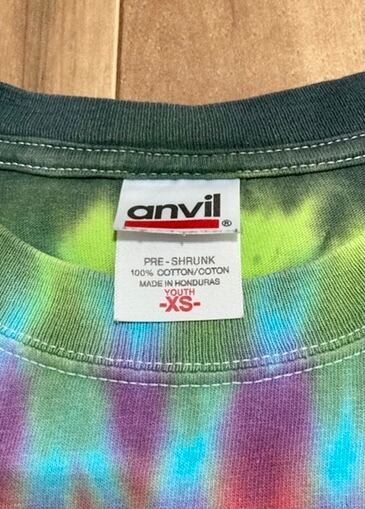 anvil®
PRE-SHRUNK
100% COTTON/COTON
MADE IN HONDURAS
YOUTH
-XS-